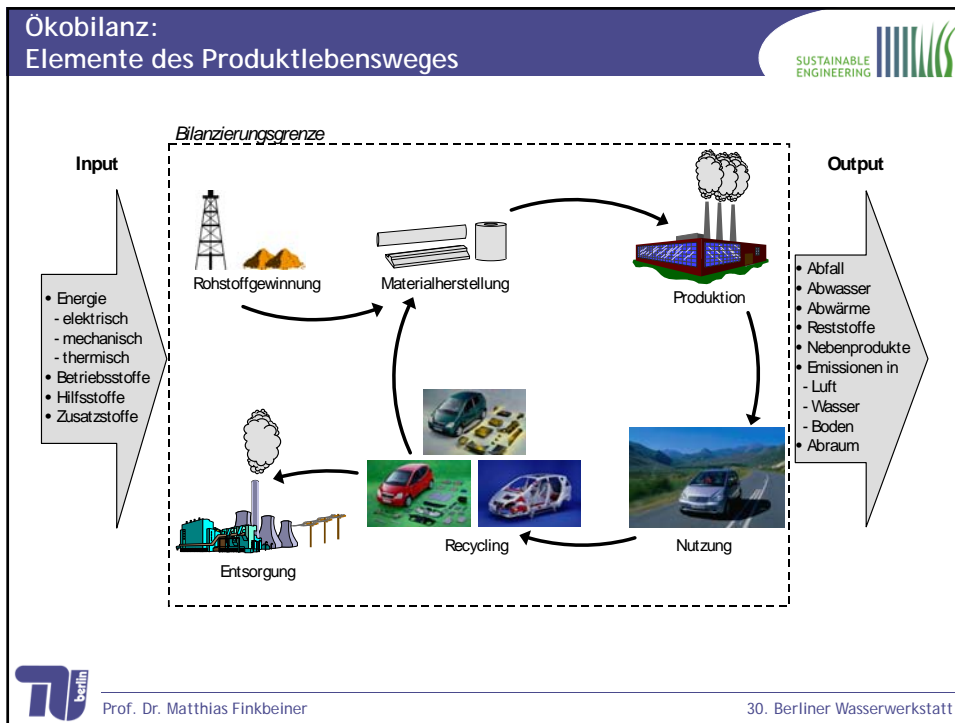 Ökobilanz:
Elemente des Produktlebensweges
SUSTAINABLE
ENGINEERING
Bilanzierungsgrenze
Input
• Energie
- elektrisch
- mechanisch
- thermisch
• Betriebsstoffe
• Hilfsstoffe
• Zusatzstoffe
Rohstoffgewinnung
Materialherstellung
Produktion
Nutzung
Recycling
Entsorgung
Output
• Abfall
• Abwasser
• Abwärme
• Reststoffe
• Nebenprodukte
• Emissionen in
- Luft
- Wasser
- Boden
• Abraum
berlin
Prof. Dr. Matthias Finkbeiner
30. Berliner Wasserwerkstatt